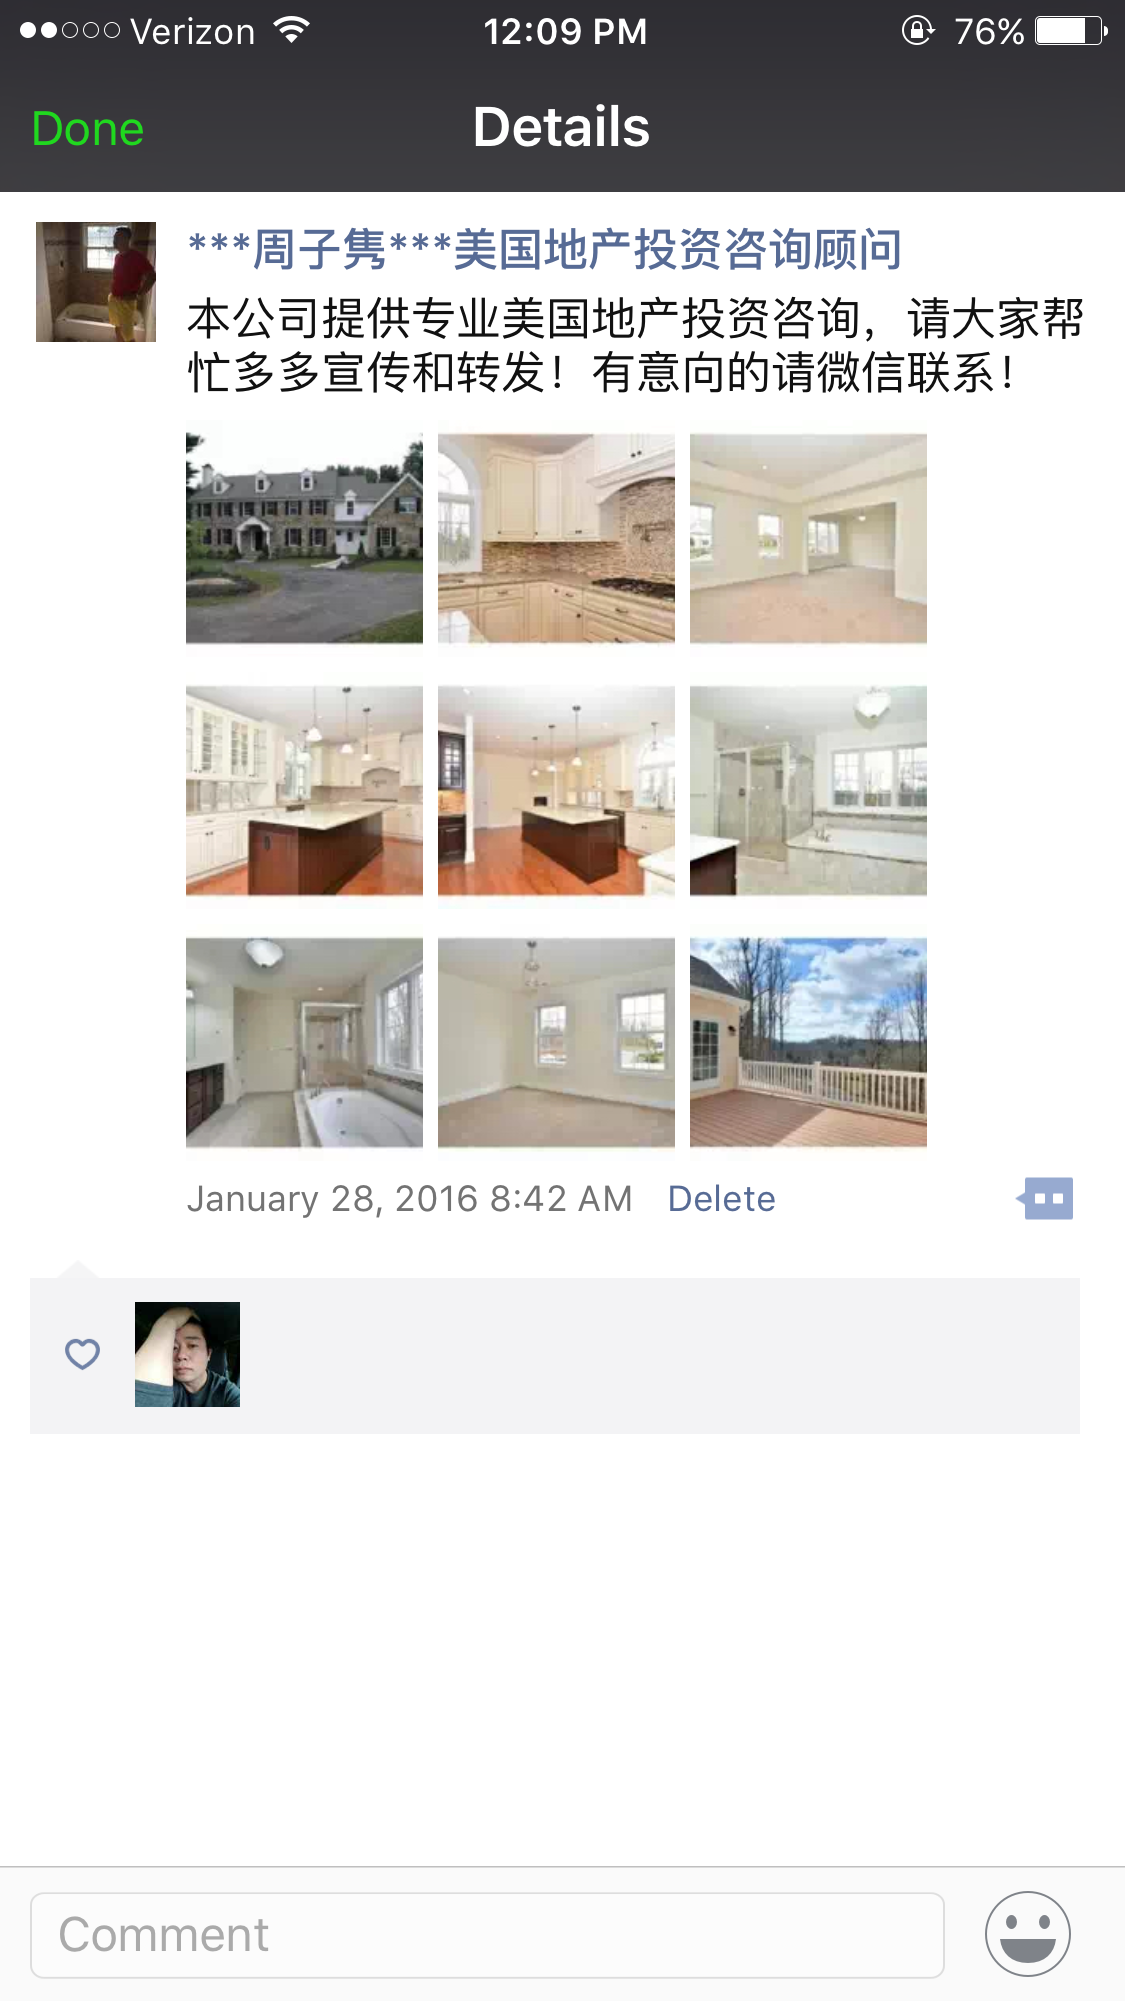 Verizon 12:09 PM 76%
Done Details
***周子隽***美国地产投资咨询顾问
本公司提供专业美国地产投资咨询，请大家帮
忙多多宣传和转发！有意向的请微信联系！
January 28, 2016 8:42 AM Delete
Comment